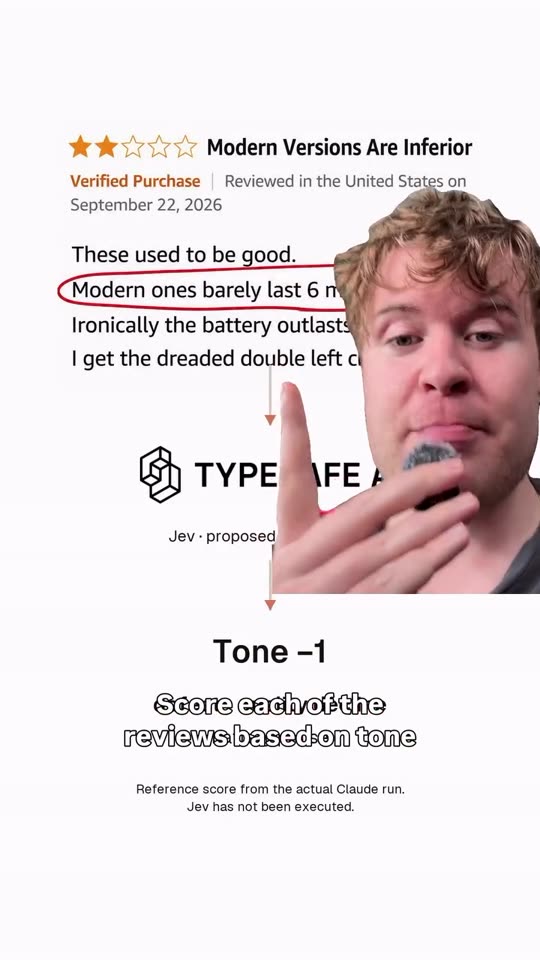 Modern Versions Are Inferior
Verified Purchase | Reviewed in the United States on
September 22, 2026
These used to be good.
Modern ones barely last 6
Ironically the battery outlasts
I get the dreaded double left
TYPE
Jev · proposed
Tone –1
Score each of the
reviews based on tone
Reference score from the actual Claude run.
Jev has not been executed.